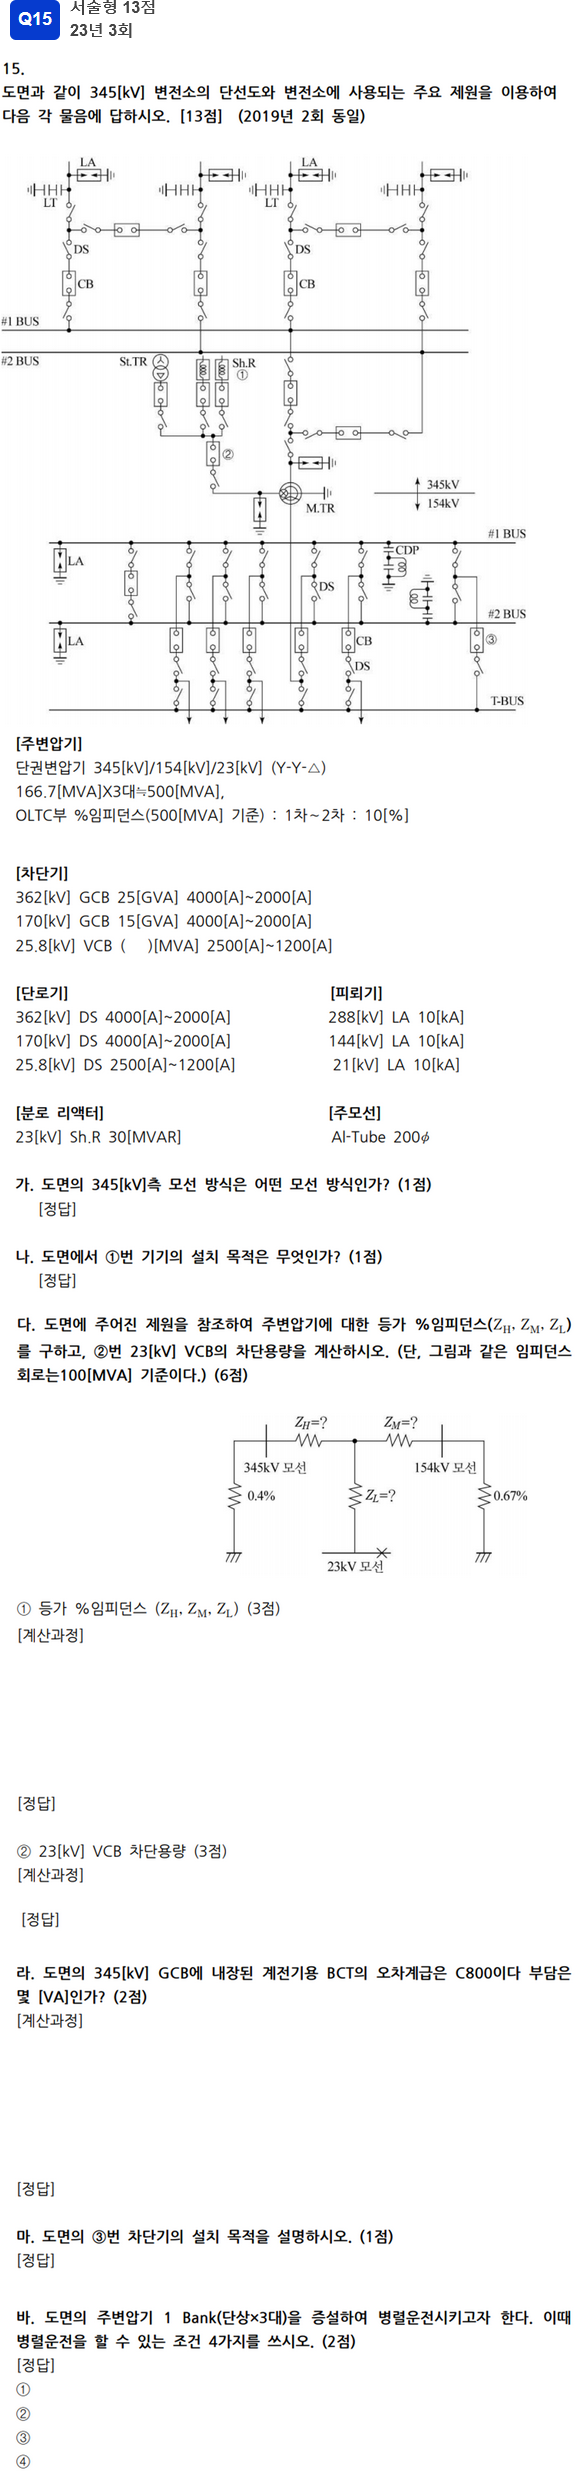 Q15
서술형 13점
23년 3회
15.
도면과 같이 345[kV] 변전소의 단선도와 변전소에 사용되는 주요 제원을 이용하여
다음 각 물음에 답하시오. [13점] (2019년 2회 동일)
LA
LA
LT
LT
DS
DS
CB
CB
#1 BUS
#2 BUS
St.TR
Sh.R
①
②
345kV
154kV
M.TR
#1 BUS
CDP
LA
DS
#2 BUS
LA
CB
③
DS
T-BUS
[주변압기]
단권변압기 345[kV]/154[kV]/23[kV] (Y-Y-△)
166.7[MVA]X3대≒500[MVA],
OLTC부 %임피던스(500[MVA] 기준) : 1차~2차 : 10[%]
[차단기]
362[kV] GCB 25[GVA] 4000[A]~2000[A]
170[kV] GCB 15[GVA] 4000[A]~2000[A]
25.8[kV] VCB ( )[MVA] 2500[A]~1200[A]
[단로기] [피뢰기]
362[kV] DS 4000[A]~2000[A] 288[kV] LA 10[kA]
170[kV] DS 4000[A]~2000[A] 144[kV] LA 10[kA]
25.8[kV] DS 2500[A]~1200[A] 21[kV] LA 10[kA]
[분로 리액터] [주모선]
23[kV] Sh.R 30[MVAR] Al-Tube 200φ
가. 도면의 345[kV]측 모선 방식은 어떤 모선 방식인가? (1점)
[정답]
나. 도면에서 ①번 기기의 설치 목적은 무엇인가? (1점)
[정답]
다. 도면에 주어진 제원을 참조하여 주변압기에 대한 등가 %임피던스(Z_H, Z_M, Z_L)
를 구하고, ②번 23[kV] VCB의 차단용량을 계산하시오. (단, 그림과 같은 임피던스
회로는100[MVA] 기준이다.) (6점)
Z_H=? Z_M=?
345kV 모선 154kV 모선
0.4% Z_L=? 0.67%
23kV 모선
① 등가 %임피던스 (Z_H, Z_M, Z_L) (3점)
[계산과정]
[정답]
② 23[kV] VCB 차단용량 (3점)
[계산과정]
[정답]
라. 도면의 345[kV] GCB에 내장된 계전기용 BCT의 오차계급은 C800이다 부담은
몇 [VA]인가? (2점)
[계산과정]
[정답]
마. 도면의 ③번 차단기의 설치 목적을 설명하시오. (1점)
[정답]
바. 도면의 주변압기 1 Bank(단상×3대)을 증설하여 병렬운전시키고자 한다. 이때
병렬운전을 할 수 있는 조건 4가지를 쓰시오. (2점)
[정답]
①
②
③
④